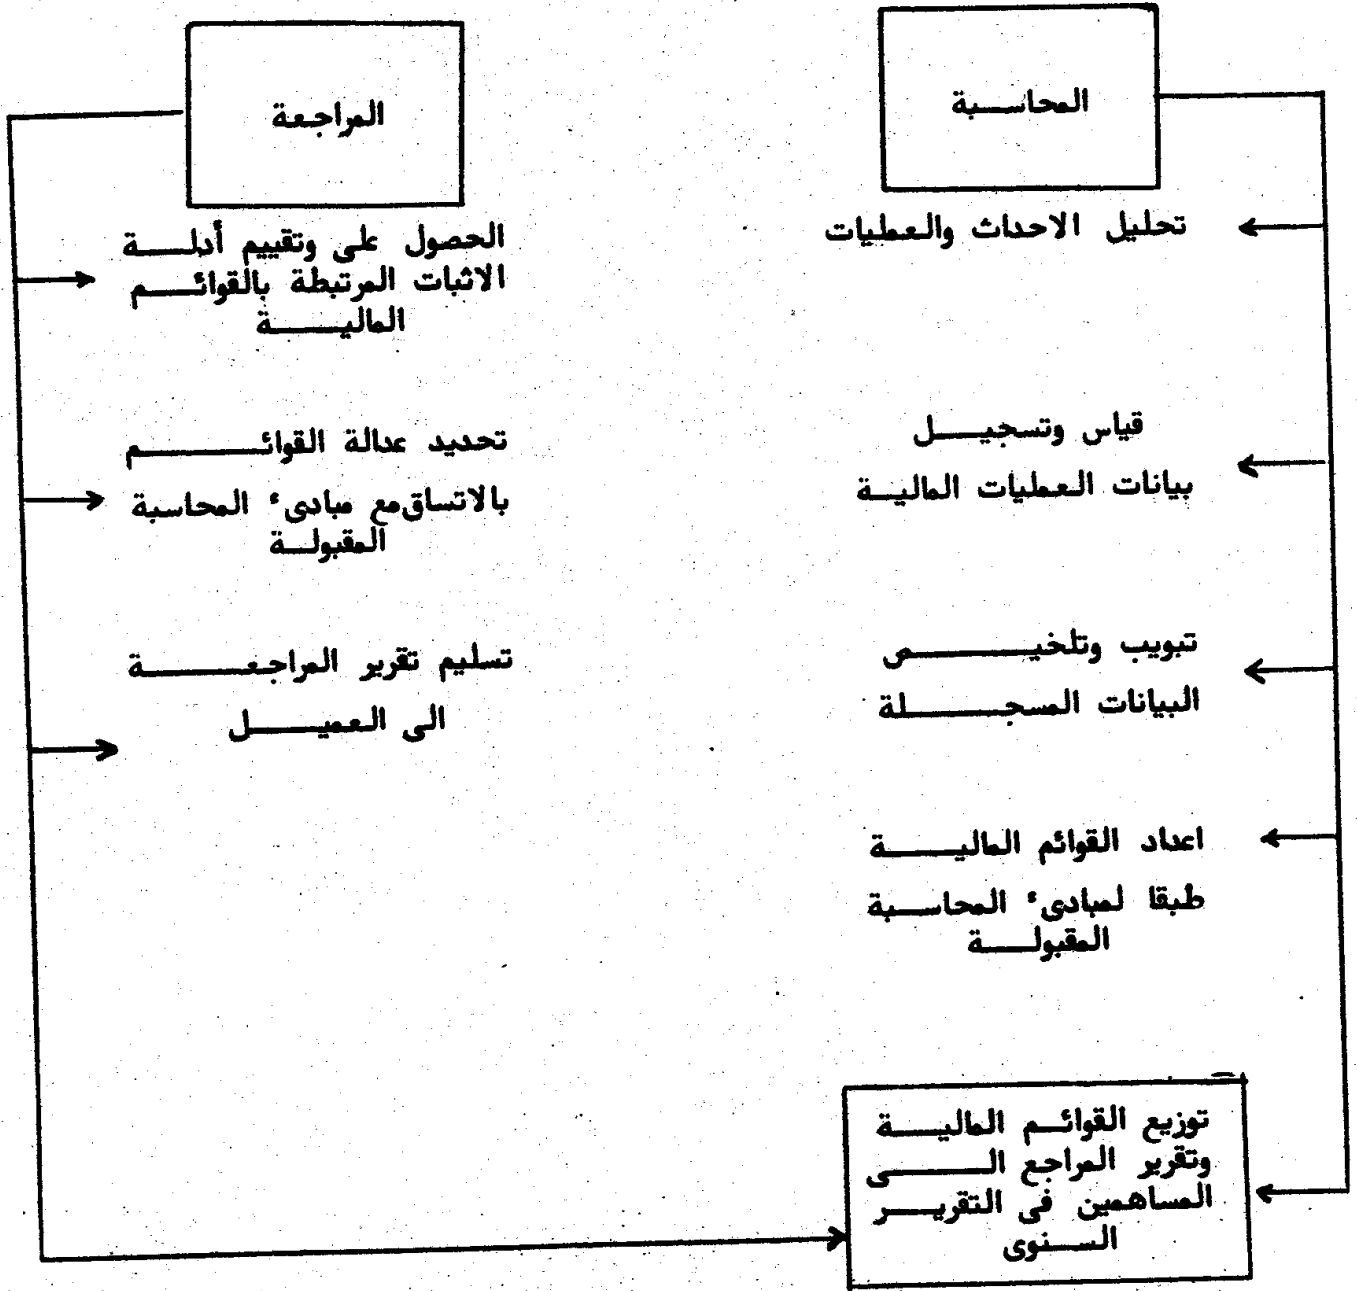 المحاسبة
تحليل الاحداث والعمليات
قياس وتسجيل
بيانات العمليات المالية
تبويب وتلخيص
البيانات المسجلة
اعداد القوائم المالية
طبقا لمبادىء المحاسبة
المقبولة
المراجعة
الحصول على وتقييم أدلة
الاثبات المرتبطة بالقوائم
المالية
تحديد عدالة القوائم
بالاتساق مع مبادىء المحاسبة
المقبولة
تسليم تقرير المراجعة
الى العميل
توزيع القوائم المالية
وتقرير المراجع الى
المساهمين فى التقرير
السنوى